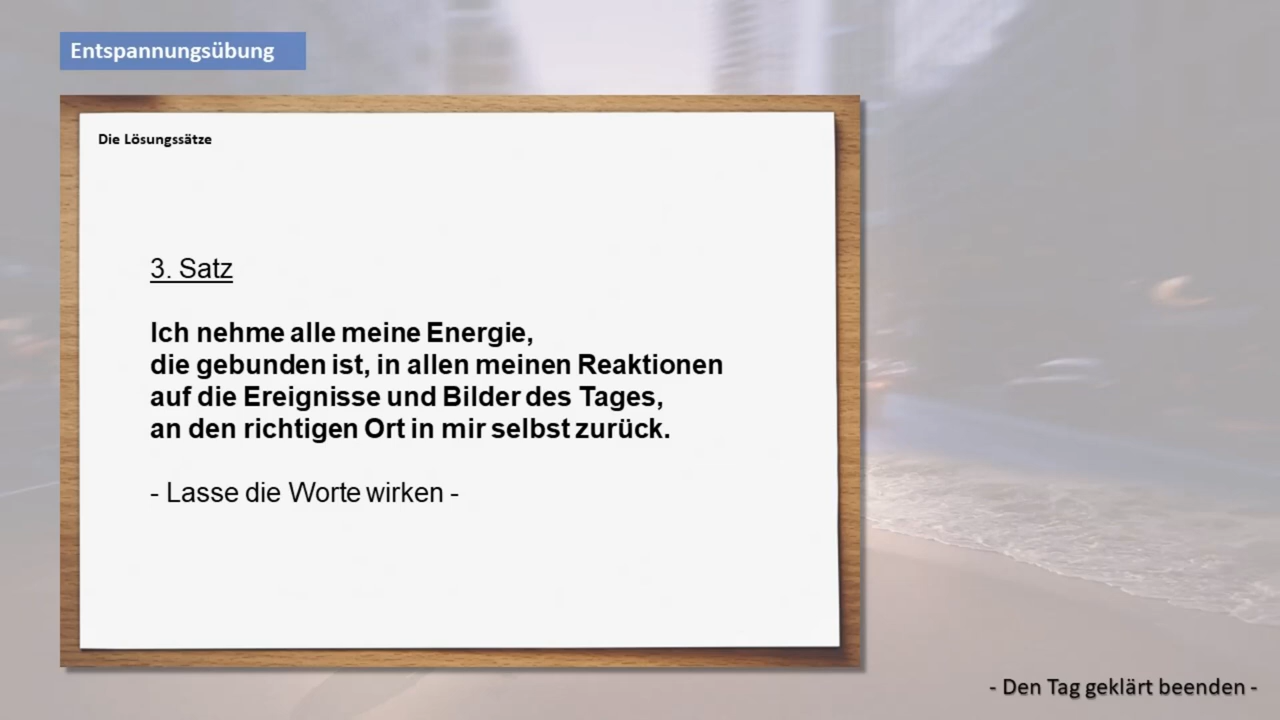 Entspannungsübung
Die Lösungssätze
3. Satz
Ich nehme alle meine Energie,
die gebunden ist, in allen meinen Reaktionen
auf die Ereignisse und Bilder des Tages,
an den richtigen Ort in mir selbst zurück.
- Lasse die Worte wirken -
- Den Tag geklärt beenden -